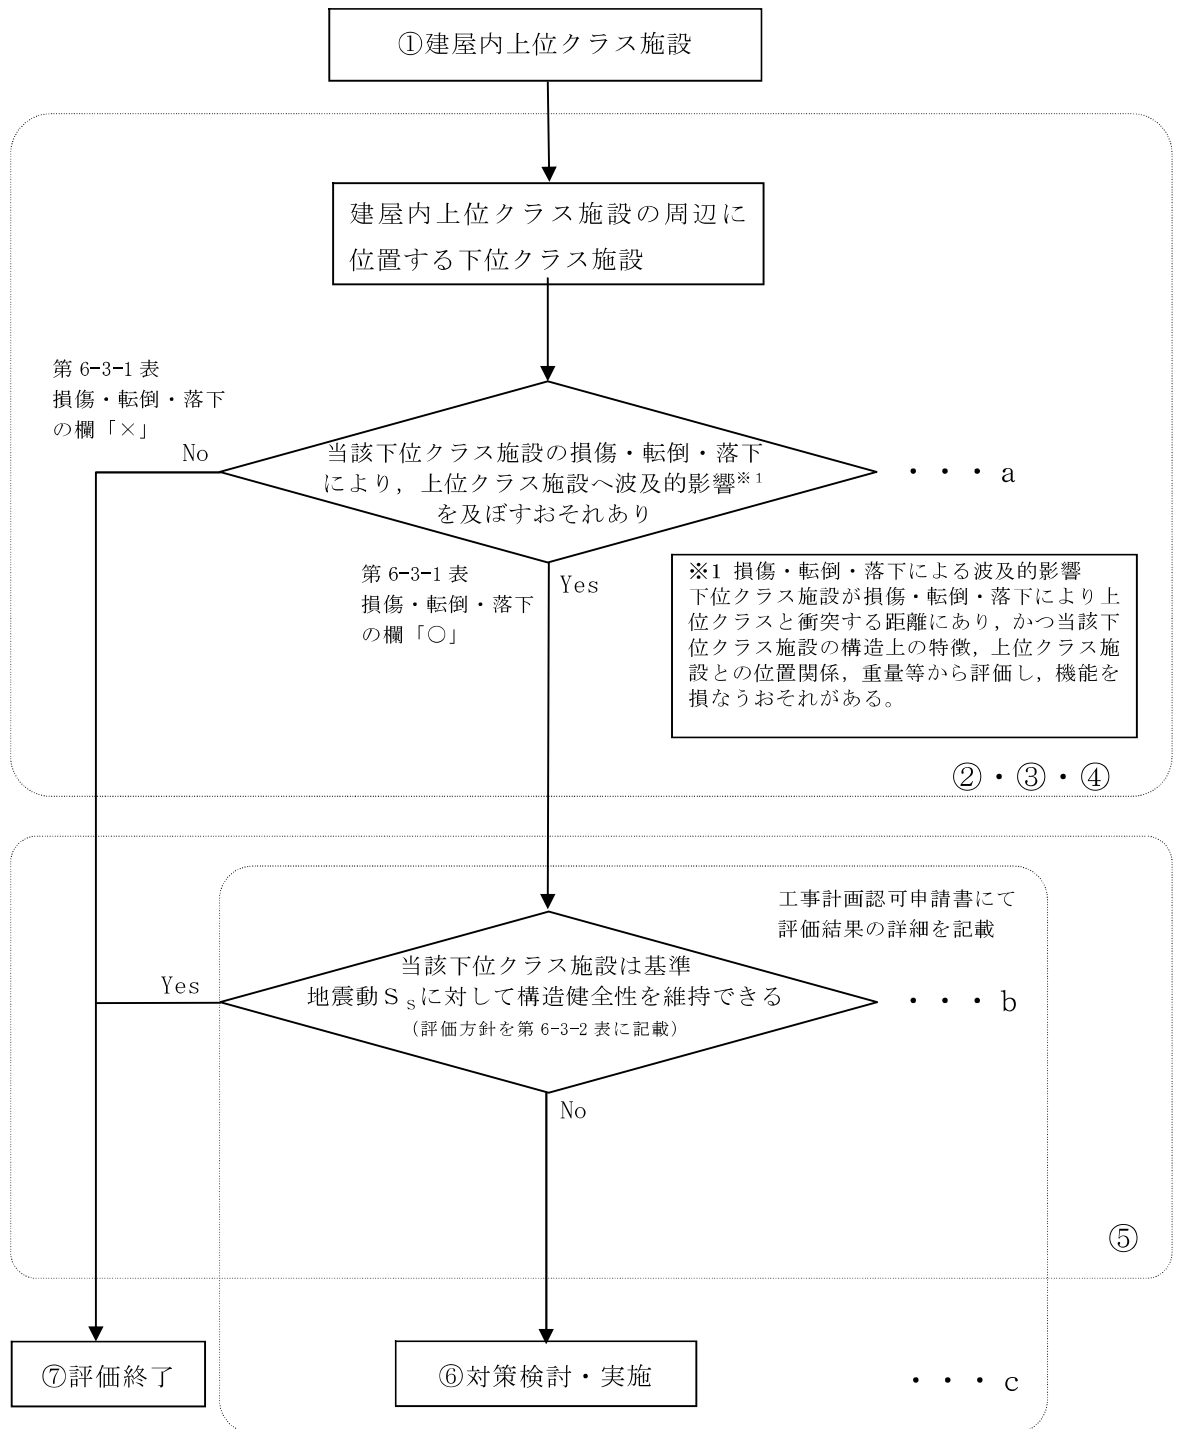 ①建屋内上位クラス施設
建屋内上位クラス施設の周辺に
位置する下位クラス施設
第 6-3-1 表
損傷・転倒・落下
の欄「×」
No
当該下位クラス施設の損傷・転倒・落下
により，上位クラス施設へ波及的影響※1
を及ぼすおそれあり
・・・a
第 6-3-1 表
損傷・転倒・落下
の欄「○」
Yes
※1 損傷・転倒・落下による波及的影響
下位クラス施設が損傷・転倒・落下により上
位クラスと衝突する距離にあり，かつ当該下
位クラス施設の構造上の特徴，上位クラス施
設との位置関係，重量等から評価し，機能を
損なうおそれがある。
②・③・④
工事計画認可申請書にて
評価結果の詳細を記載
Yes
当該下位クラス施設は基準
地震動Ｓsに対して構造健全性を維持できる
（評価方針を第 6-3-2 表に記載）
・・・b
No
⑤
⑦評価終了
⑥対策検討・実施
・・・c